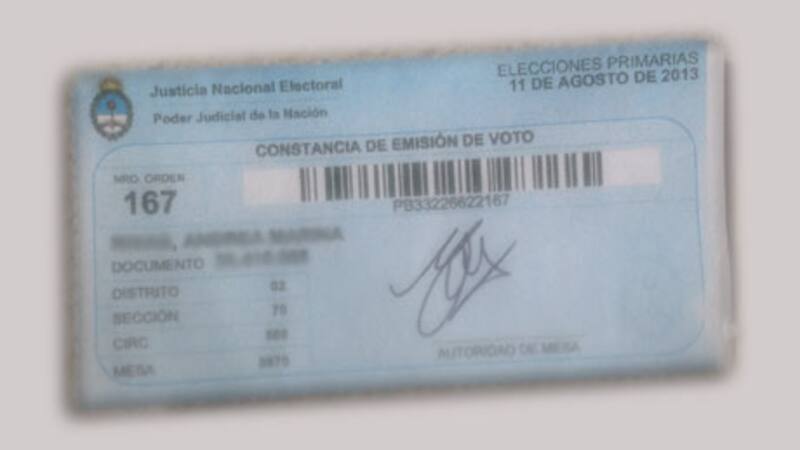 Justicia Nacional Electoral
Poder Judicial de la Nación
ELECCIONES PRIMARIAS
11 DE AGOSTO DE 2013
CONSTANCIA DE EMISIÓN DE VOTO
NRO. ORDEN
167
PB33226622167
DOCUMENTO
DISTRITO 02
SECCIÓN 70
CIRC
MESA
AUTORIDAD DE MESA